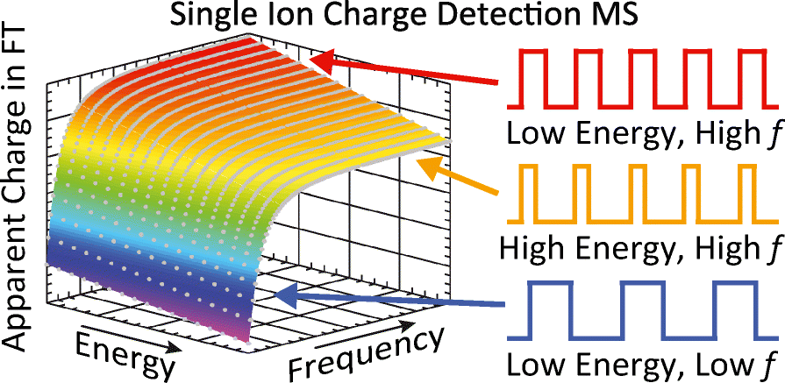 Single Ion Charge Detection MS
Apparent Charge in FT
Energy
Frequency
Low Energy, High f
High Energy, High f
Low Energy, Low f